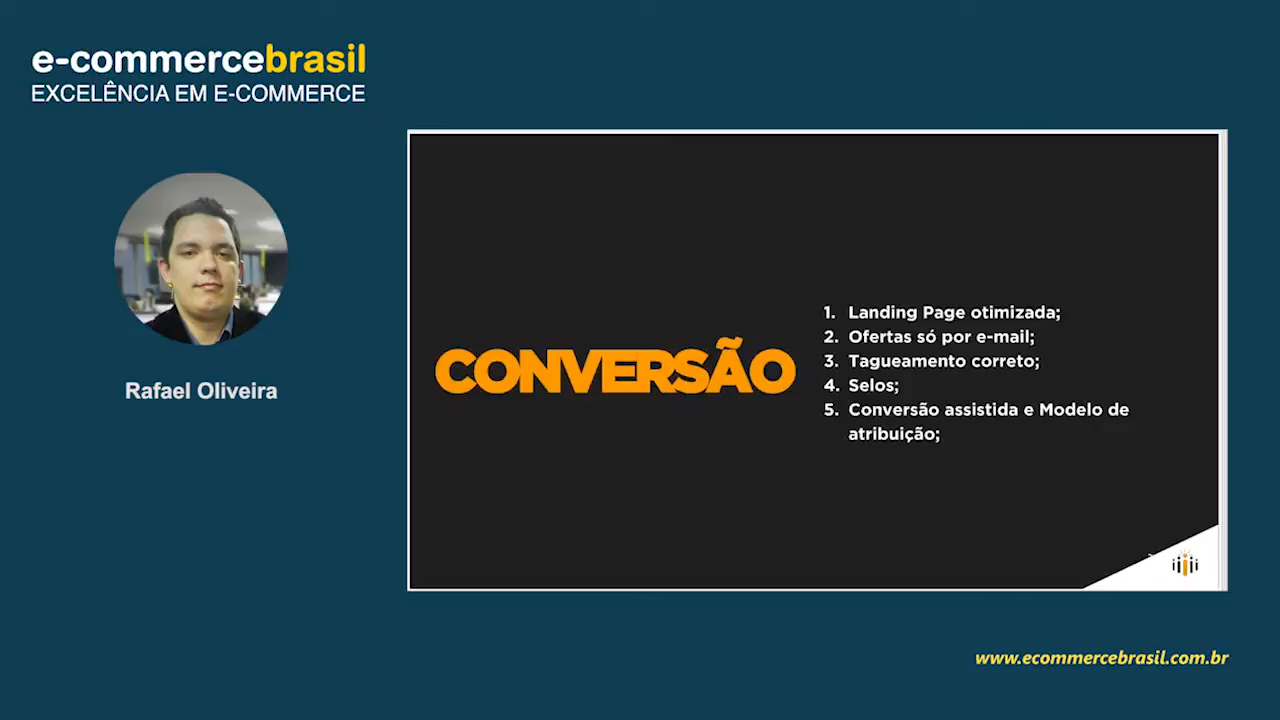 e-commercebrasil
EXCELÊNCIA EM E-COMMERCE
Rafael Oliveira
CONVERSÃO
1. Landing Page otimizada;
2. Ofertas só por e-mail;
3. Tagueamento correto;
4. Selos;
5. Conversão assistida e Modelo de
atribuição;
www.ecommercebrasil.com.br